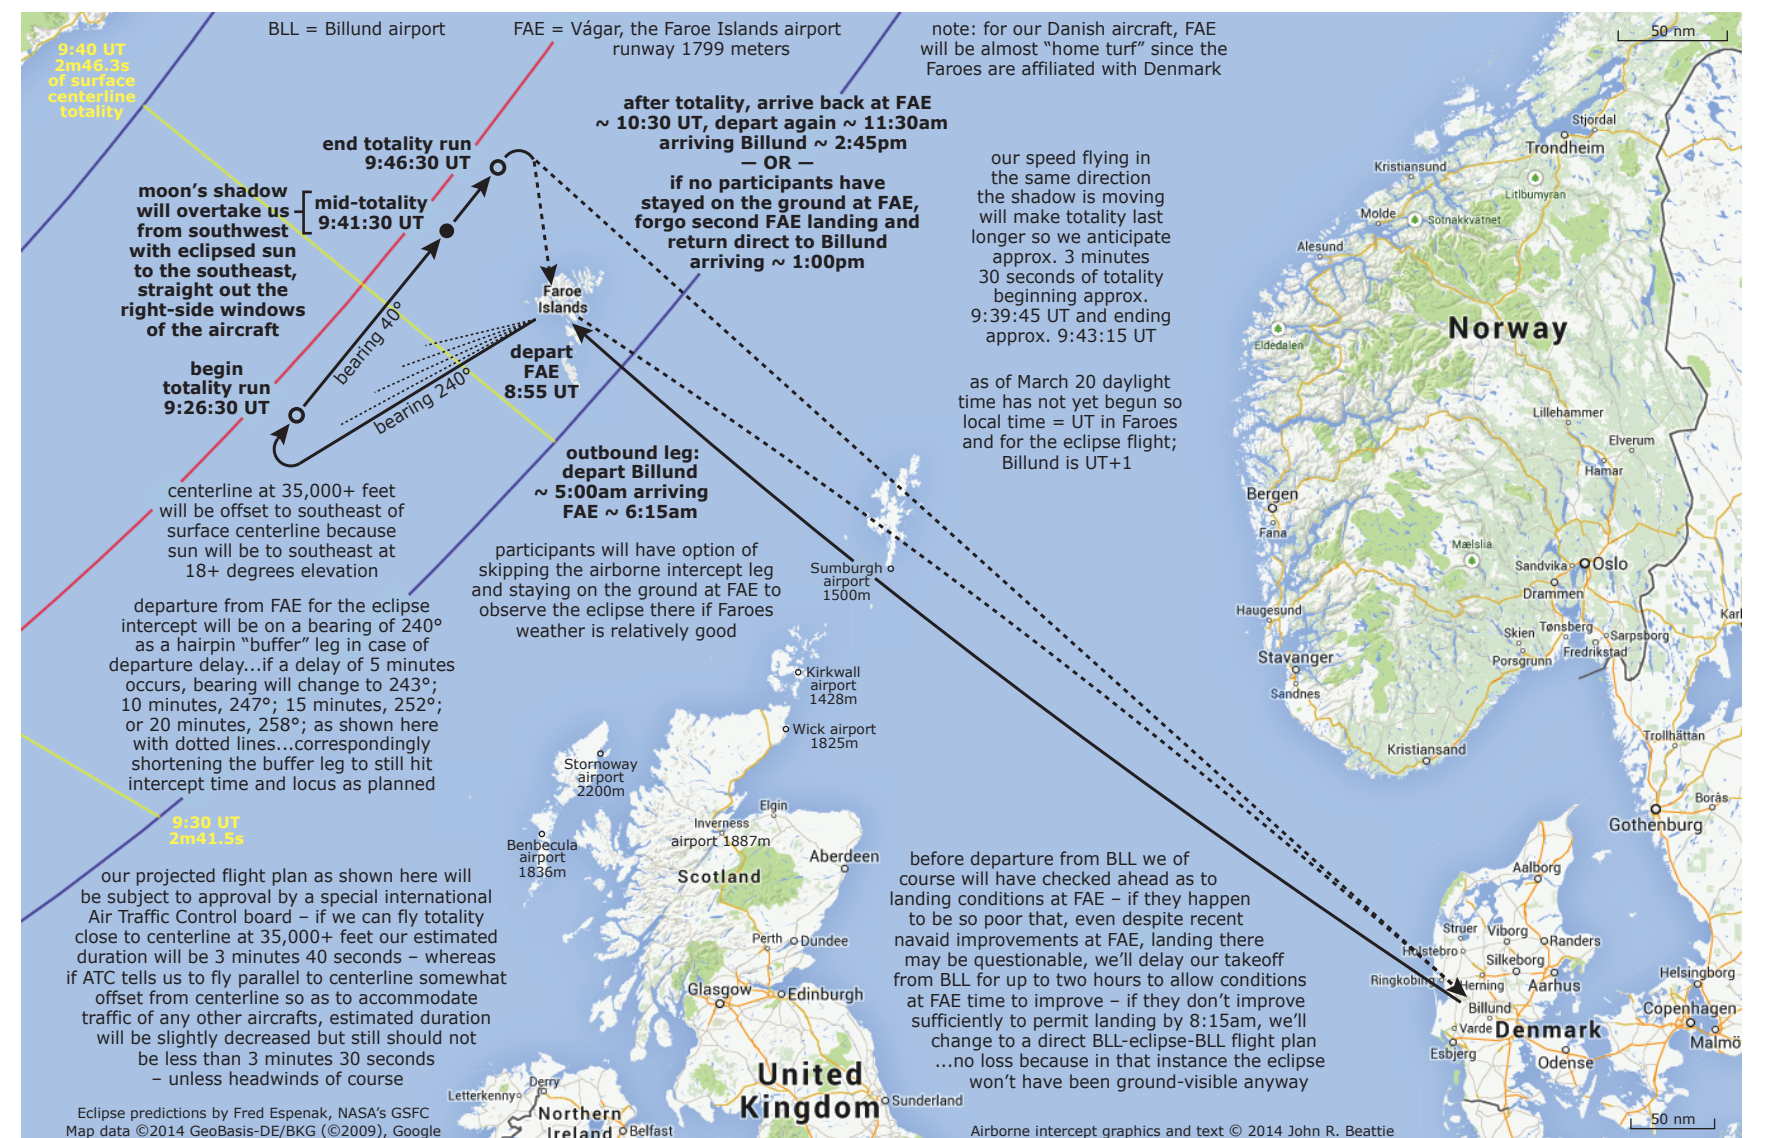 BLL = Billund airport
FAE = Vágar, the Faroe Islands airport
runway 1799 meters
note: for our Danish aircraft, FAE
will be almost “home turf” since the
Faroes are affiliated with Denmark
50 nm
9:40 UT
2m46.3s
of surface
centerline
totality
after totality, arrive back at FAE
~ 10:30 UT, depart again ~ 11:30am
arriving Billund ~ 2:45pm
— OR —
if no participants have
stayed on the ground at FAE,
forgo second FAE landing and
return direct to Billund
arriving ~ 1:00pm
end totality run
9:46:30 UT
moon’s shadow
will overtake us
from southwest
with eclipsed sun
to the southeast,
straight out the
right-side windows
of the aircraft
mid-totality
9:41:30 UT
our speed flying in
the same direction
the shadow is moving
will make totality last
longer so we anticipate
approx. 3 minutes
30 seconds of totality
beginning approx.
9:39:45 UT and ending
approx. 9:43:15 UT
as of March 20 daylight
time has not yet begun so
local time = UT in Faroes
and for the eclipse flight;
Billund is UT+1
begin
totality run
9:26:30 UT
bearing 40°
bearing 240°
Faroe
Islands
depart
FAE
8:55 UT
outbound leg:
depart Billund
~ 5:00am arriving
FAE ~ 6:15am
centerline at 35,000+ feet
will be offset to southeast of
surface centerline because
sun will be to southeast at
18+ degrees elevation
participants will have option of
skipping the airborne intercept leg
and staying on the ground at FAE to
observe the eclipse there if Faroes
weather is relatively good
departure from FAE for the eclipse
intercept will be on a bearing of 240°
as a hairpin “buffer” leg in case of
departure delay...if a delay of 5 minutes
occurs, bearing will change to 243°;
10 minutes, 247°; 15 minutes, 252°;
or 20 minutes, 258°; as shown here
with dotted lines...correspondingly
shortening the buffer leg to still hit
intercept time and locus as planned
9:30 UT
2m41.5s
our projected flight plan as shown here will
be subject to approval by a special international
Air Traffic Control board – if we can fly totality
close to centerline at 35,000+ feet our estimated
duration will be 3 minutes 40 seconds – whereas
if ATC tells us to fly parallel to centerline somewhat
offset from centerline so as to accommodate
traffic of any other aircrafts, estimated duration
will be slightly decreased but still should not
be less than 3 minutes 30 seconds
– unless headwinds of course
Eclipse predictions by Fred Espenak, NASA’s GSFC
Map data ©2014 GeoBasis-DE/BKG (©2009), Google
Sumburgh
airport
1500m
Kirkwall
airport
1428m
Wick airport
1825m
Stornoway
airport
2200m
Benbecula
airport
1836m
Elgin
Inverness
airport 1887m
Aberdeen
Scotland
Perth
Dundee
Glasgow
Edinburgh
United
Kingdom
Sunderland
Derry
Letterkenny
Northern
Ireland
Belfast
before departure from BLL we of
course will have checked ahead as to
landing conditions at FAE – if they happen
to be so poor that, even despite recent
navaid improvements at FAE, landing there
may be questionable, we’ll delay our takeoff
from BLL for up to two hours to allow conditions
at FAE time to improve – if they don’t improve
sufficiently to permit landing by 8:15am, we’ll
change to a direct BLL-eclipse-BLL flight plan
...no loss because in that instance the eclipse
won’t have been ground-visible anyway
Airborne intercept graphics and text © 2014 John R. Beattie
Stjordal
Trondheim
Kristiansund
Litlbumyran
Molde
Sotnakkvatnet
Alesund
Eldedalen
Norway
Lillehammer
Elverum
Hamar
Bergen
Fana
Mælslia
Sandvika
Oslo
Drammen
Haugesund
Tønsberg
Skien
Sarpsborg
Porsgrunn
Fredrikstad
Karl
Stavanger
Sandnes
Kristiansand
Trollhättan
Borås
Gothenburg
Aalborg
Struer
Viborg
Randers
Holstebro
Silkeborg
Ringkobing
Herning
Aarhus
Helsingborg
Billund
Copenhagen
Varde
Denmark
Malmö
Esbjerg
Odense
50 nm